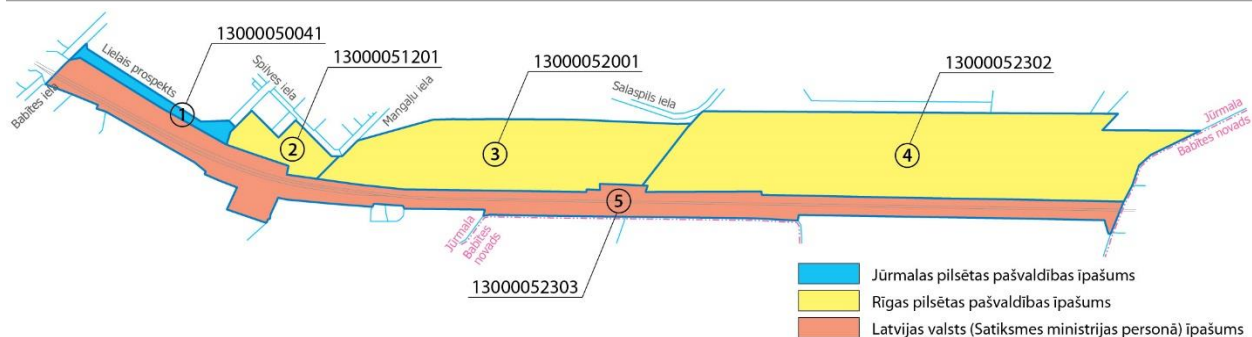 13000050041
13000051201
13000052001
13000052302
Lielais prospekts
Spilves iela
Mangaļu iela
Salaspils iela
Babītes iela
1
2
3
4
5
Jūrmala
Babītes novads
Jūrmala
Babītes
novads
13000052303
Jūrmalas pilsētas pašvaldības īpašums
Rīgas pilsētas pašvaldības īpašums
Latvijas valsts (Satiksmes ministrijas personā) īpašums